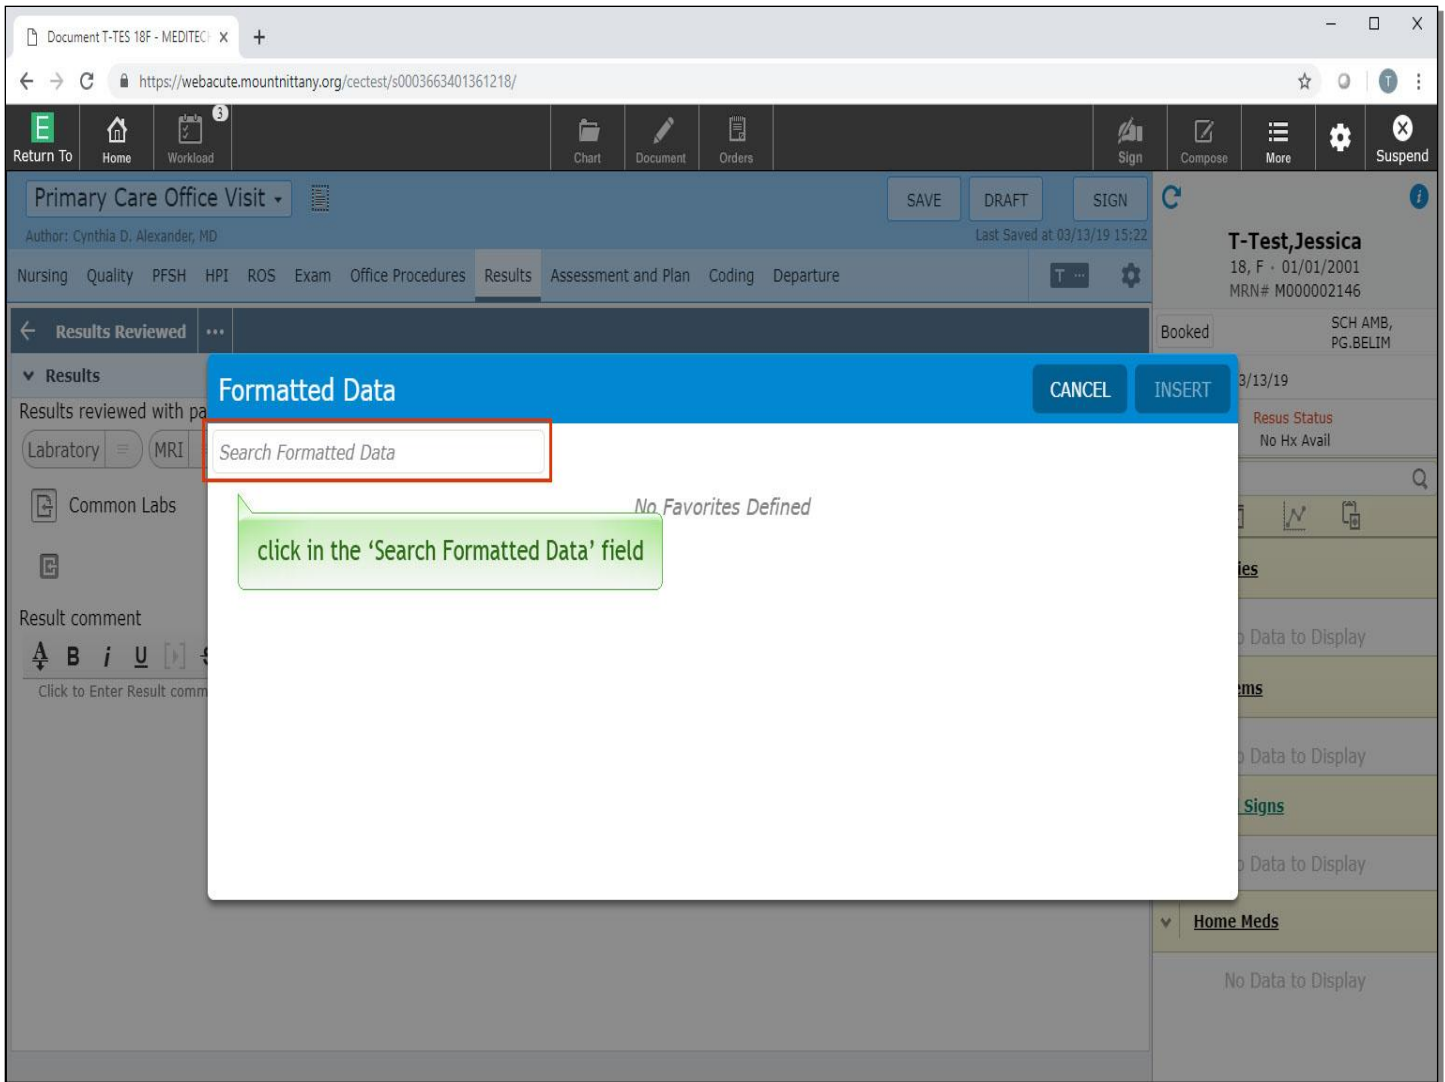 Document T-TES 18F - MEDITECH
https://webacute.mountnittany.org/cectest/s0003663401361218/
T
E
Return To
Home
3
Workload
Chart
Document
Orders
Sign
Compose
More
Suspend
Primary Care Office Visit
SAVE
DRAFT
SIGN
Author: Cynthia D. Alexander, MD
Last Saved at 03/13/19 15:22
Nursing Quality PFSH HPI ROS Exam Office Procedures Results Assessment and Plan Coding Departure
T ...
T-Test,Jessica
18, F · 01/01/2001
MRN# M000002146
Results Reviewed ...
Booked
SCH AMB,
PG.BELIM
Results
3/13/19
Results reviewed with pa
Resus Status
No Hx Avail
Labratory
MRI
Formatted Data
CANCEL
INSERT
Search Formatted Data
No Favorites Defined
click in the ‘Search Formatted Data’ field
Common Labs
Result comment
A B i U
Click to Enter Result comm
ies
Data to Display
ems
Data to Display
Signs
Data to Display
Home Meds
No Data to Display